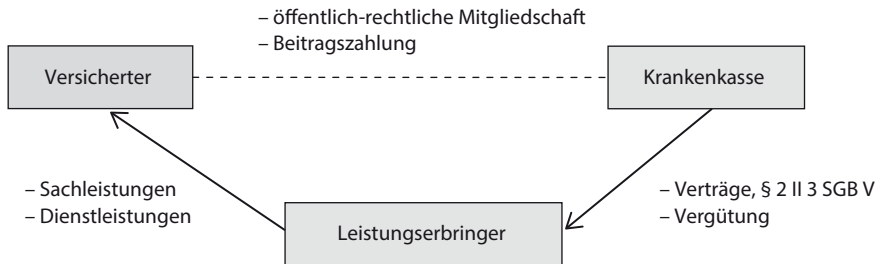 – öffentlich-rechtliche Mitgliedschaft
– Beitragszahlung
Versicherter
Krankenkasse
– Sachleistungen
– Dienstleistungen
– Verträge, § 2 II 3 SGB V
– Vergütung
Leistungserbringer